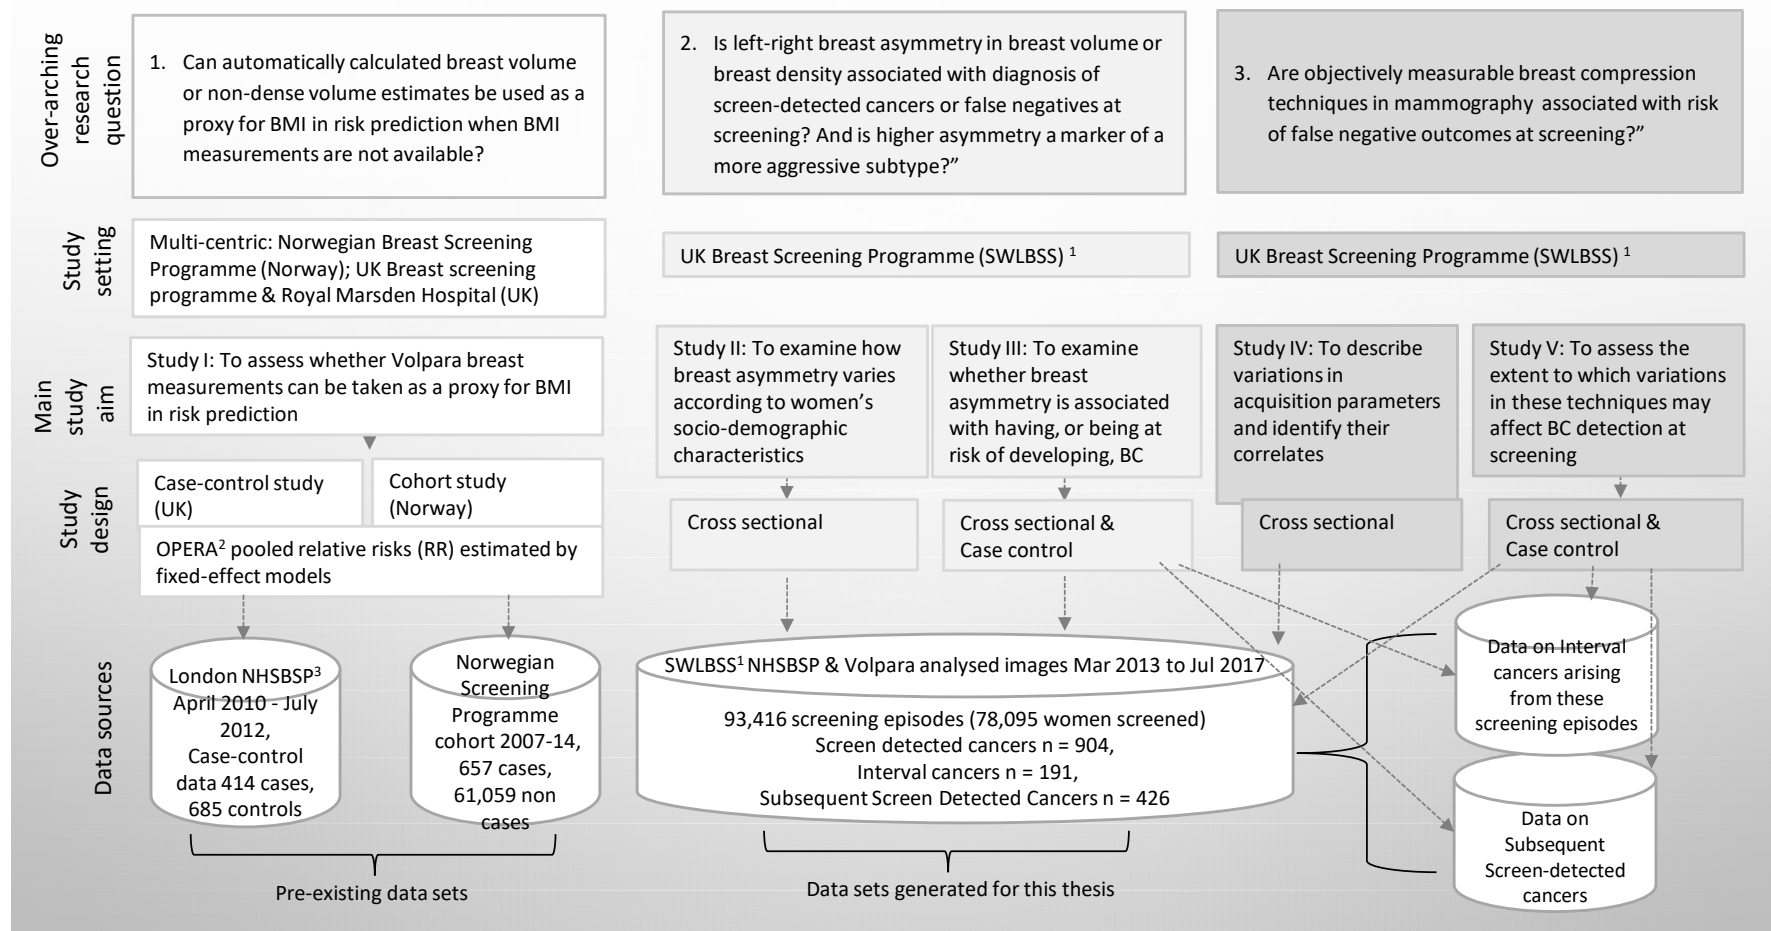 Over-arching
research
question
1. Can automatically calculated breast volume
or non-dense volume estimates be used as a
proxy for BMI in risk prediction when BMI
measurements are not available?
2. Is left-right breast asymmetry in breast volume or
breast density associated with diagnosis of
screen-detected cancers or false negatives at
screening? And is higher asymmetry a marker of a
more aggressive subtype?”
3. Are objectively measurable breast compression
techniques in mammography associated with risk
of false negative outcomes at screening?”
Study
setting
Multi-centric: Norwegian Breast Screening
Programme (Norway); UK Breast screening
programme & Royal Marsden Hospital (UK)
UK Breast Screening Programme (SWLBSS) 1
UK Breast Screening Programme (SWLBSS) 1
Main
study
aim
Study I: To assess whether Volpara breast
measurements can be taken as a proxy for BMI
in risk prediction
Study II: To examine how
breast asymmetry varies
according to women’s
socio-demographic
characteristics
Study III: To examine
whether breast
asymmetry is associated
with having, or being at
risk of developing, BC
Study IV: To describe
variations in
acquisition parameters
and identify their
correlates
Study V: To assess the
extent to which variations
in these techniques may
affect BC detection at
screening
Study
design
Case-control study
(UK)
Cohort study
(Norway)
OPERA2 pooled relative risks (RR) estimated by
fixed-effect models
Cross sectional
Cross sectional &
Case control
Cross sectional
Cross sectional &
Case control
Data sources
London NHSBSP3
April 2010 - July
2012,
Case-control
data 414 cases,
685 controls
Norwegian
Screening
Programme
cohort 2007-14,
657 cases,
61,059 non
cases
SWLBSS1 NHSBSP & Volpara analysed images Mar 2013 to Jul 2017
93,416 screening episodes (78,095 women screened)
Screen detected cancers n = 904,
Interval cancers n = 191,
Subsequent Screen Detected Cancers n = 426
Data on Interval
cancers arising
from these
screening episodes
Data on
Subsequent
Screen-detected
cancers
Pre-existing data sets
Data sets generated for this thesis